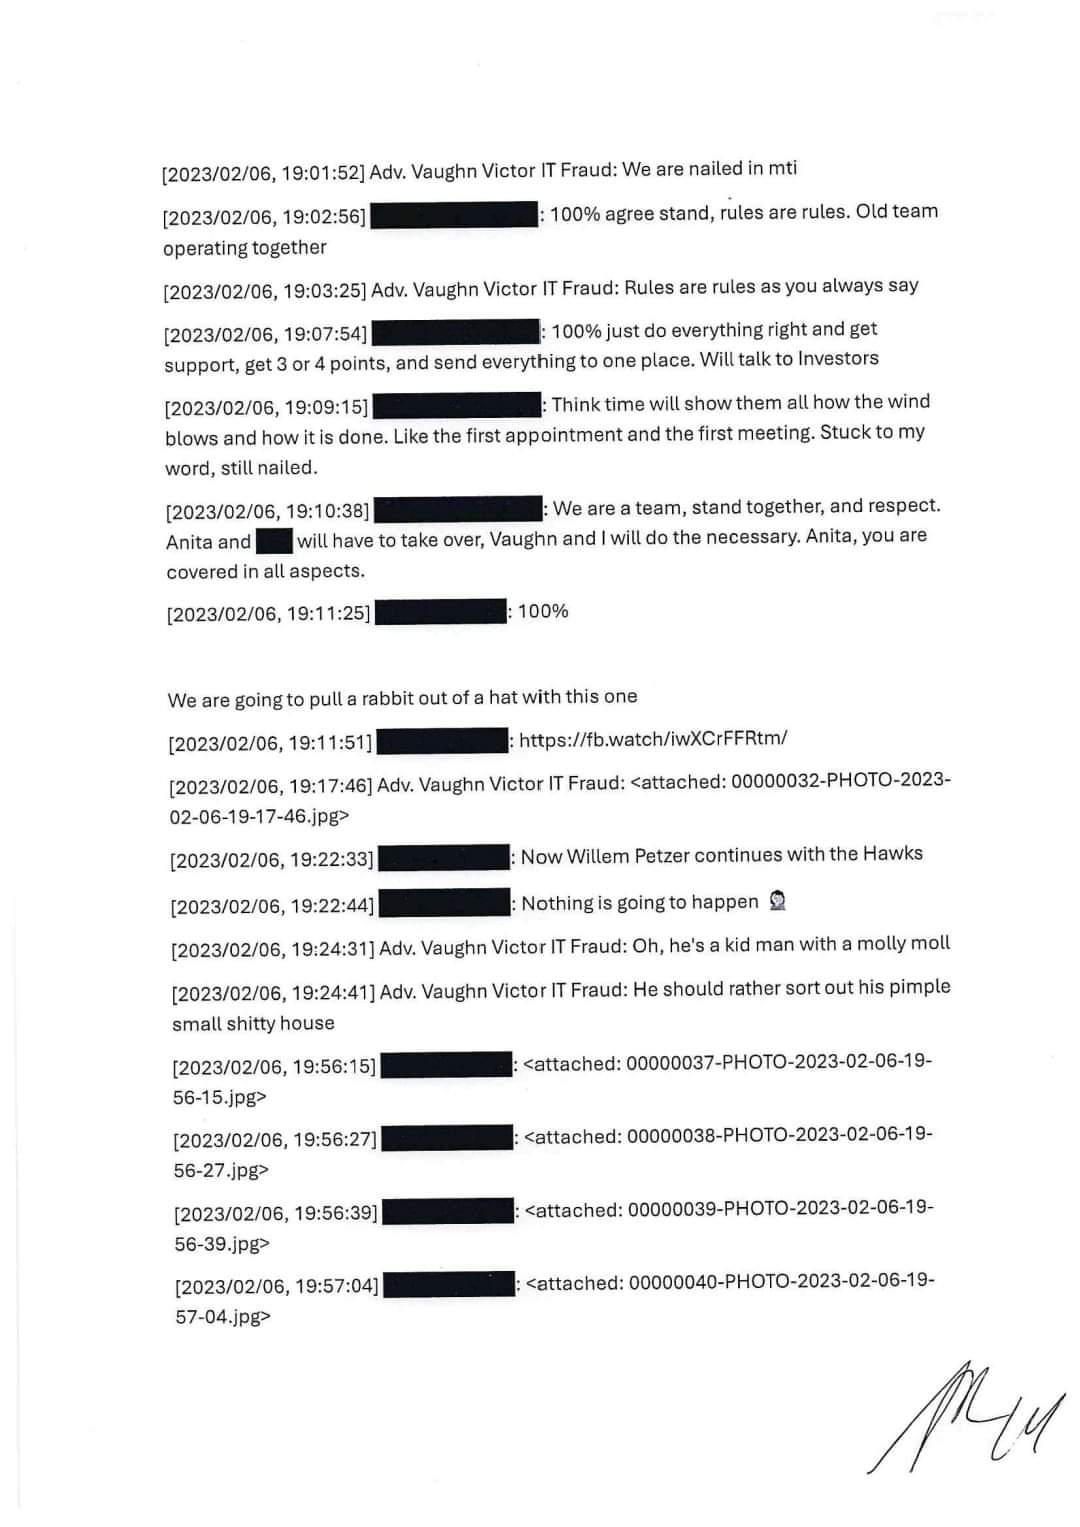 [2023/02/06, 19:01:52] Adv. Vaughn Victor IT Fraud: We are nailed in mti
[2023/02/06, 19:02:56] : 100% agree stand, rules are rules. Old team
operating together
[2023/02/06, 19:03:25] Adv. Vaughn Victor IT Fraud: Rules are rules as you always say
[2023/02/06, 19:07:54] : 100% just do everything right and get
support, get 3 or 4 points, and send everything to one place. Will talk to Investors
[2023/02/06, 19:09:15] : Think time will show them all how the wind
blows and how it is done. Like the first appointment and the first meeting. Stuck to my
word, still nailed.
[2023/02/06, 19:10:38] : We are a team, stand together, and respect.
Anita and will have to take over, Vaughn and I will do the necessary. Anita, you are
covered in all aspects.
[2023/02/06, 19:11:25] : 100%
We are going to pull a rabbit out of a hat with this one
[2023/02/06, 19:11:51] : https://fb.watch/iwXCrFFRtm/
[2023/02/06, 19:17:46] Adv. Vaughn Victor IT Fraud: <attached: 00000032-PHOTO-2023-
02-06-19-17-46.jpg>
[2023/02/06, 19:22:33] : Now Willem Petzer continues with the Hawks
[2023/02/06, 19:22:44] : Nothing is going to happen
[2023/02/06, 19:24:31] Adv. Vaughn Victor IT Fraud: Oh, he's a kid man with a molly moll
[2023/02/06, 19:24:41] Adv. Vaughn Victor IT Fraud: He should rather sort out his pimple
small shitty house
[2023/02/06, 19:56:15] : <attached: 00000037-PHOTO-2023-02-06-19-
56-15.jpg>
[2023/02/06, 19:56:27] : <attached: 00000038-PHOTO-2023-02-06-19-
56-27.jpg>
[2023/02/06, 19:56:39] : <attached: 00000039-PHOTO-2023-02-06-19-
56-39.jpg>
[2023/02/06, 19:57:04] : <attached: 00000040-PHOTO-2023-02-06-19-
57-04.jpg>